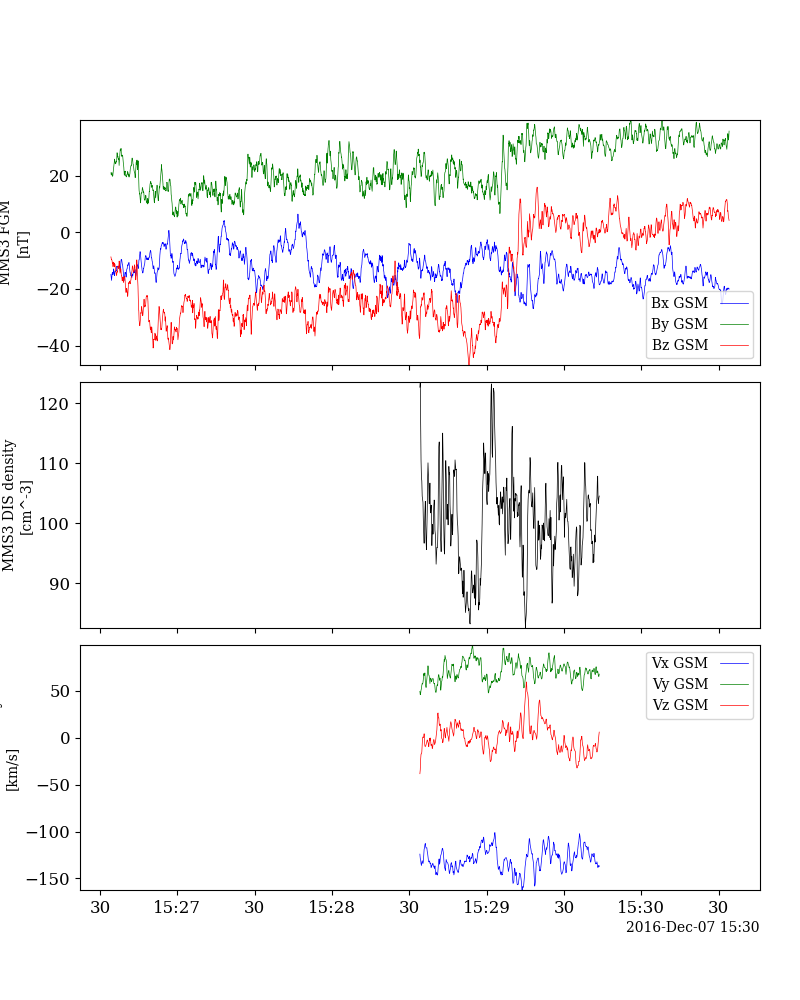 20
0
−20
−40
MMS3 FGM
[nT]
Bx GSM
By GSM
Bz GSM
120
110
100
90
MMS3 DIS density
[cm^-3]
50
0
−50
−100
−150
[km/s]
Vx GSM
Vy GSM
Vz GSM
30 15:27 30 15:28 30 15:29 30 15:30 30
2016-Dec-07 15:30